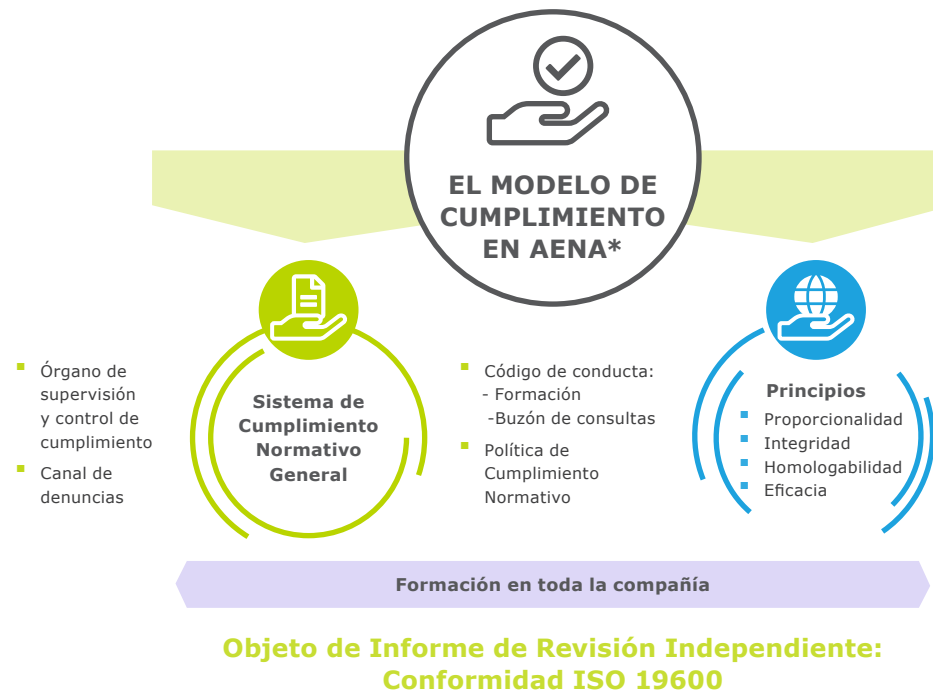 EL MODELO DE
CUMPLIMIENTO
EN AENA*
Órgano de
supervisión
y control de
cumplimiento
Canal de
denuncias
Sistema de
Cumplimiento
Normativo
General
Código de conducta:
- Formación
-Buzón de consultas
Política de
Cumplimiento
Normativo
Principios
Proporcionalidad
Integridad
Homologabilidad
Eficacia
Formación en toda la compañía
Objeto de Informe de Revisión Independiente:
Conformidad ISO 19600